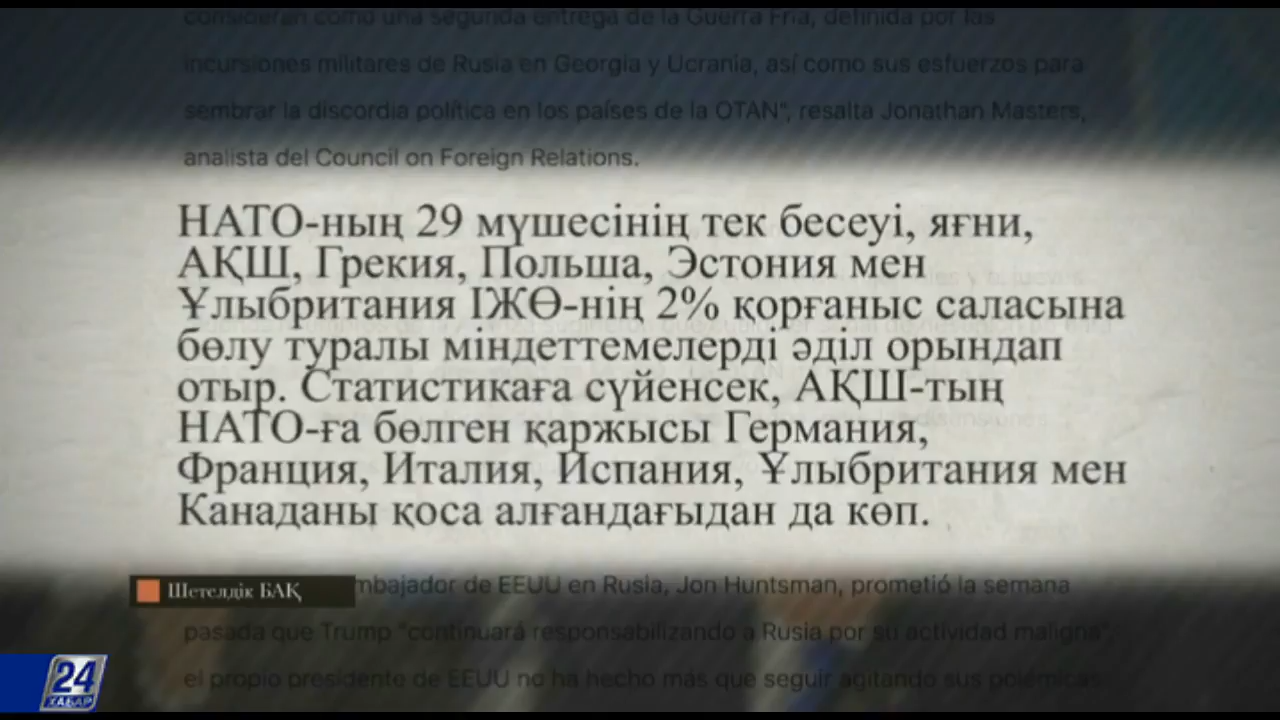 consideran como una segunda entrega de la Guerra Fría, definida por las
incursiones militares de Rusia en Georgia y Ucrania, así como sus esfuerzos para
sembrar la discordia política en los países de la OTAN", resalta Jonathan Masters,
analista del Council on Foreign Relations.
НАТО-ның 29 мүшесінің тек бесеуі, яғни,
АҚШ, Грекия, Польша, Эстония мен
Ұлыбритания ІЖӨ-нің 2% қорғаныс саласына
бөлу туралы міндеттемелерді әділ орындап
отыр. Статистикаға сүйенсек, АҚШ-тың
НАТО-ға бөлген қаржысы Германия,
Франция, Италия, Испания, Ұлыбритания мен
Канаданы қоса алғандағыдан да көп.
Шетелдік БАҚ
mbajador de EEUU en Rusia, Jon Huntsman, prometió la semana
pasada que Trump "continuará responsabilizando a Rusia por su actividad maligna",
el propio presidente de EEUU no ha hecho más que seguir agitando sus polémicas
24
ХАБАР